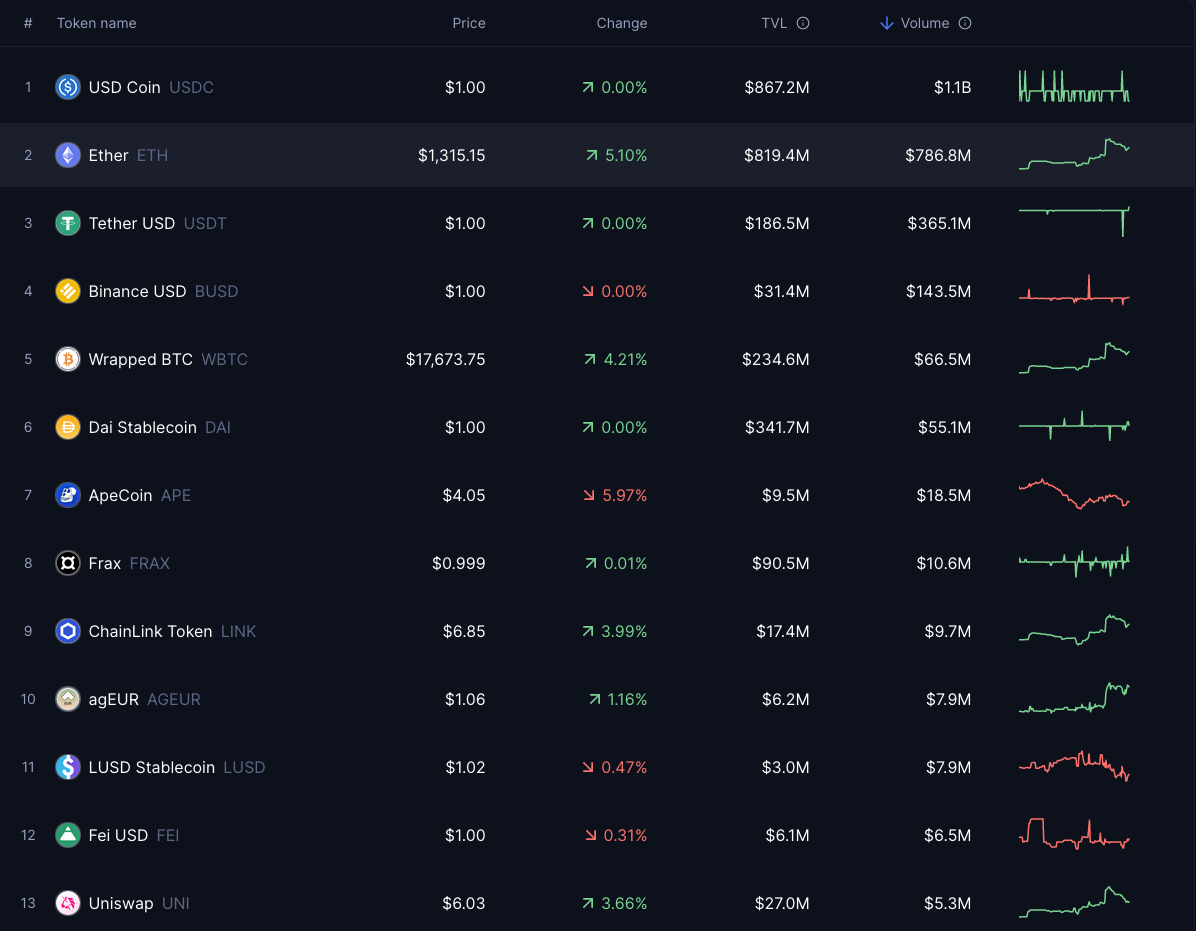 # Token name Price Change TVL Volume
1 USD Coin USDC $1.00 0.00% $867.2M $1.1B
2 Ether ETH $1,315.15 5.10% $819.4M $786.8M
3 Tether USD USDT $1.00 0.00% $186.5M $365.1M
4 Binance USD BUSD $1.00 0.00% $31.4M $143.5M
5 Wrapped BTC WBTC $17,673.75 4.21% $234.6M $66.5M
6 Dai Stablecoin DAI $1.00 0.00% $341.7M $55.1M
7 ApeCoin APE $4.05 5.97% $9.5M $18.5M
8 Frax FRAX $0.999 0.01% $90.5M $10.6M
9 ChainLink Token LINK $6.85 3.99% $17.4M $9.7M
10 agEUR AGEUR $1.06 1.16% $6.2M $7.9M
11 LUSD Stablecoin LUSD $1.02 0.47% $3.0M $7.9M
12 Fei USD FEI $1.00 0.31% $6.1M $6.5M
13 Uniswap UNI $6.03 3.66% $27.0M $5.3M